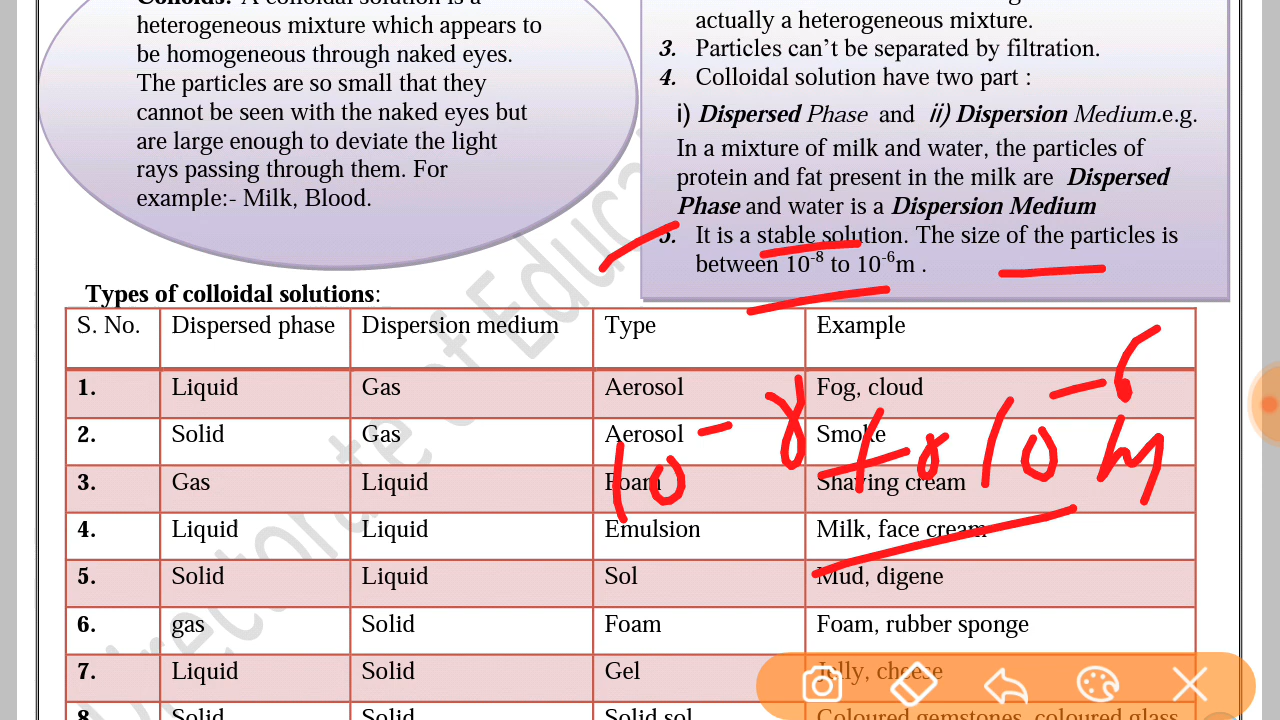 Colloids: A colloidal solution is a
heterogeneous mixture which appears to
be homogeneous through naked eyes.
The particles are so small that they
cannot be seen with the naked eyes but
are large enough to deviate the light
rays passing through them. For
example:- Milk, Blood.
actually a heterogeneous mixture.
3. Particles can’t be separated by filtration.
4. Colloidal solution have two part :
i) Dispersed Phase and ii) Dispersion Medium.e.g.
In a mixture of milk and water, the particles of
protein and fat present in the milk are Dispersed
Phase and water is a Dispersion Medium
5. It is a stable solution. The size of the particles is
between 10⁻⁸ to 10⁻⁶m .
Types of colloidal solutions:
S. No. Dispersed phase Dispersion medium Type Example
1. Liquid Gas Aerosol Fog, cloud
2. Solid Gas Aerosol Smoke
3. Gas Liquid Foam Shaving cream
4. Liquid Liquid Emulsion Milk, face cream
5. Solid Liquid Sol Mud, digene
6. gas Solid Foam Foam, rubber sponge
7. Liquid Solid Gel Jelly, cheese
8. Solid Solid Solid sol Coloured gemstones, coloured glass
10⁻⁸ to 10⁻⁶ m
Directorate of Educa